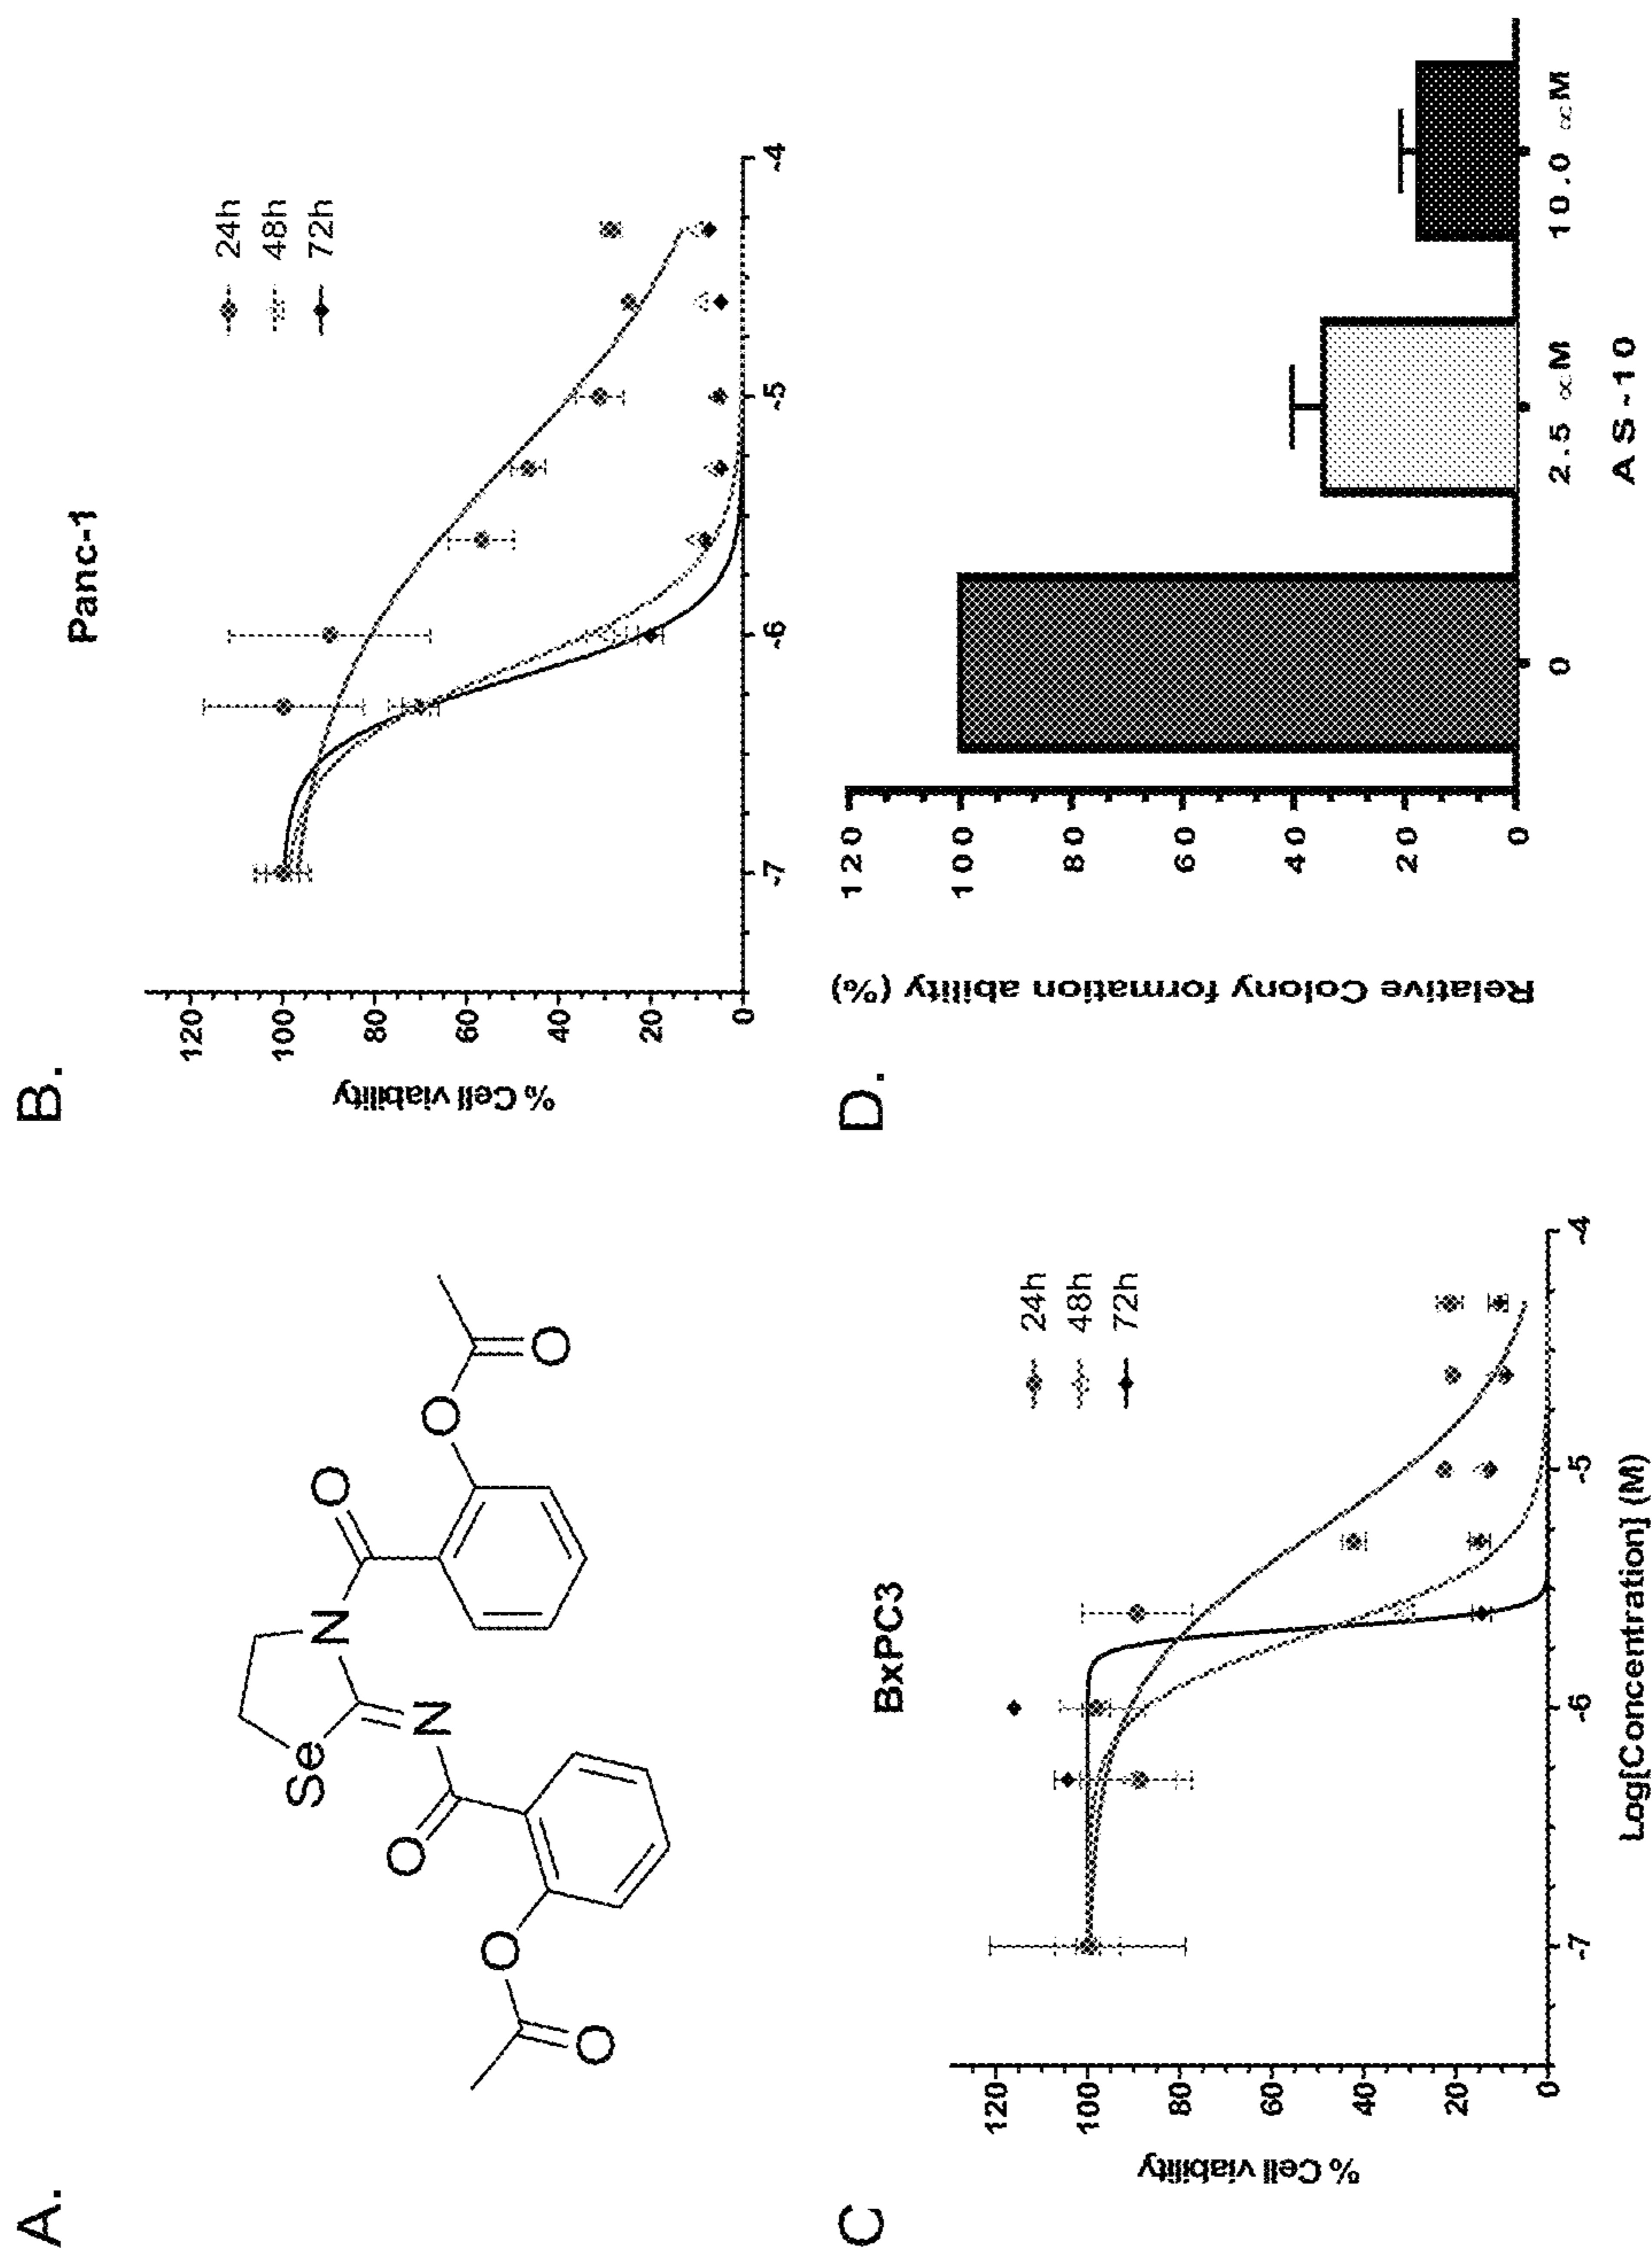 A.
O
O
N
O
Se
N
O
O
O
B.
Panc-1
24h
48h
72h
% Cell viability
120
100
80
60
40
20
0
-7
-6
-5
-4
C
BxPC3
24h
48h
72h
% Cell viability
120
100
80
60
40
20
0
-7
-6
-5
-4
Log[Concentration] (M)
D.
Relative Colony formation ability (%)
120
100
80
60
40
20
0
0
2.5 ∝M
10.0 ∝M
AS-10